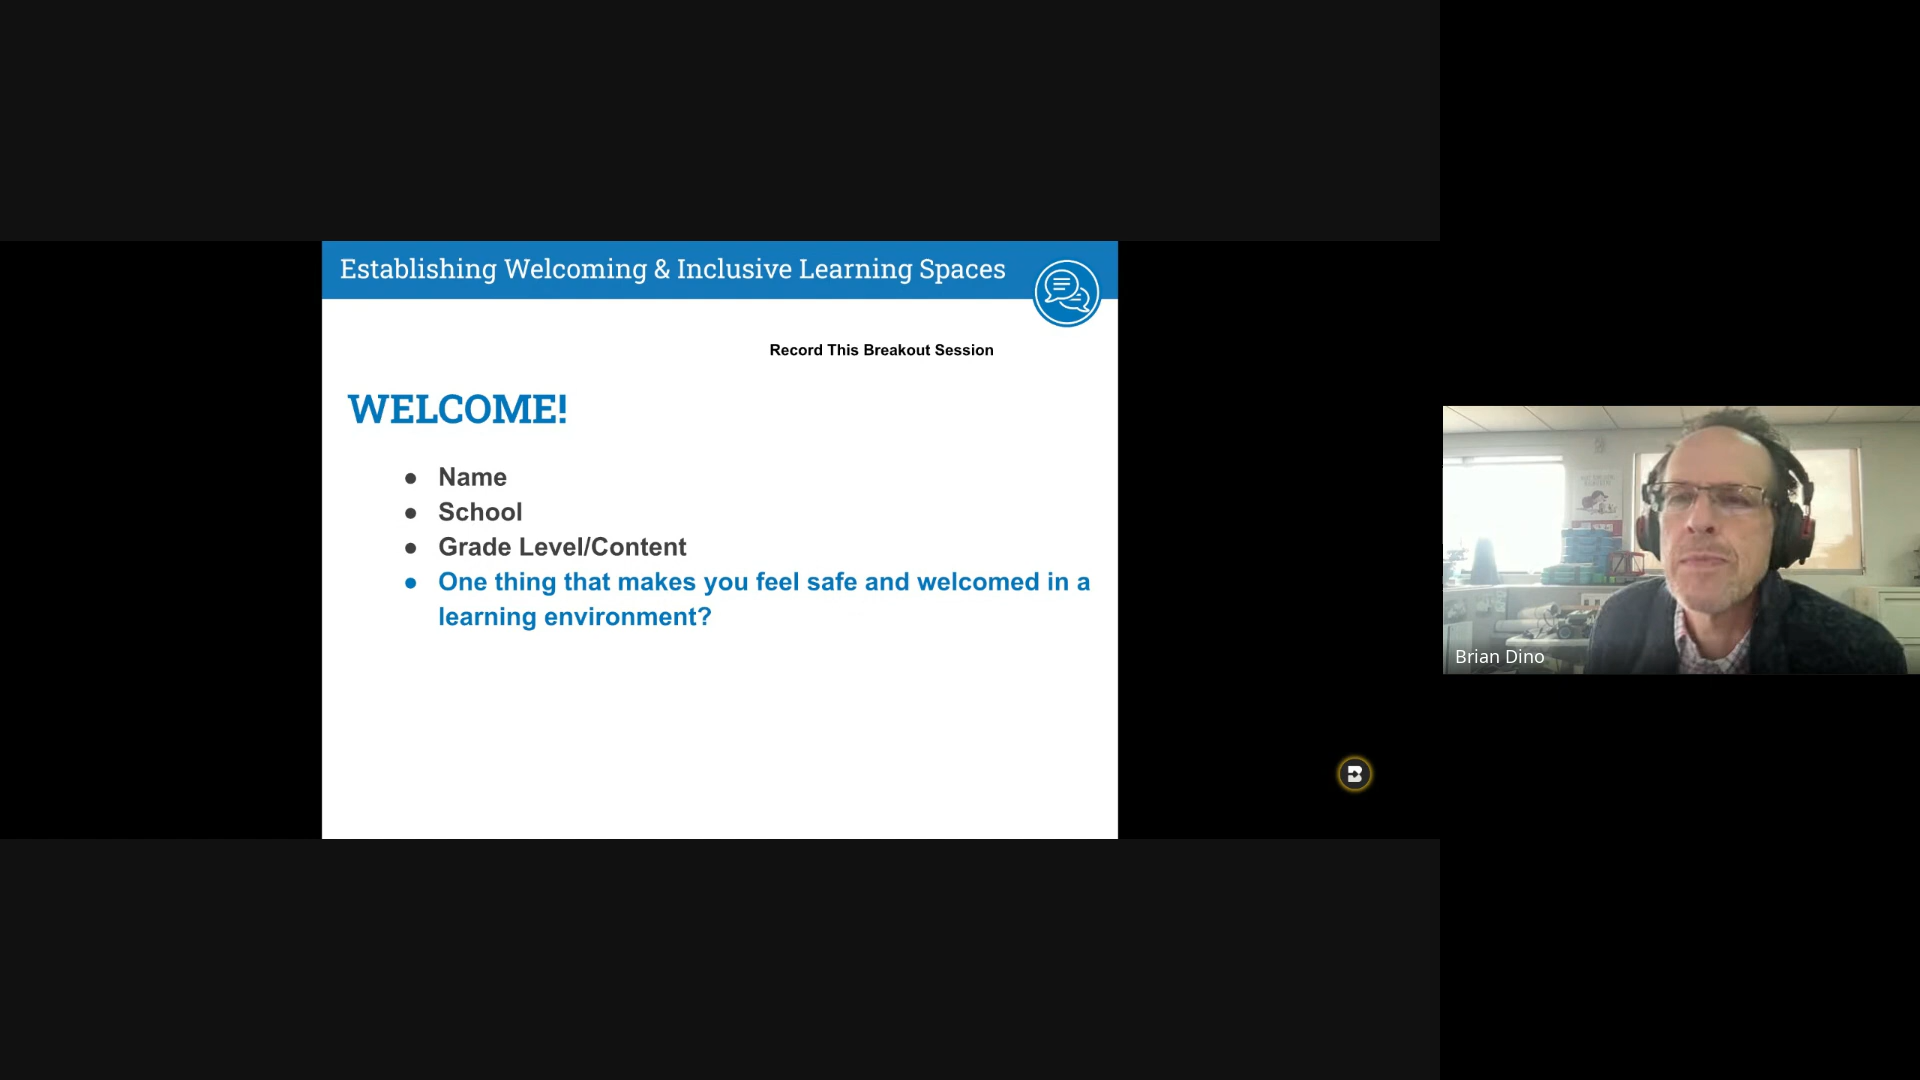 Establishing Welcoming & Inclusive Learning Spaces
Record This Breakout Session
WELCOME!
● Name
● School
● Grade Level/Content
● One thing that makes you feel safe and welcomed in a
learning environment?
Brian Dino